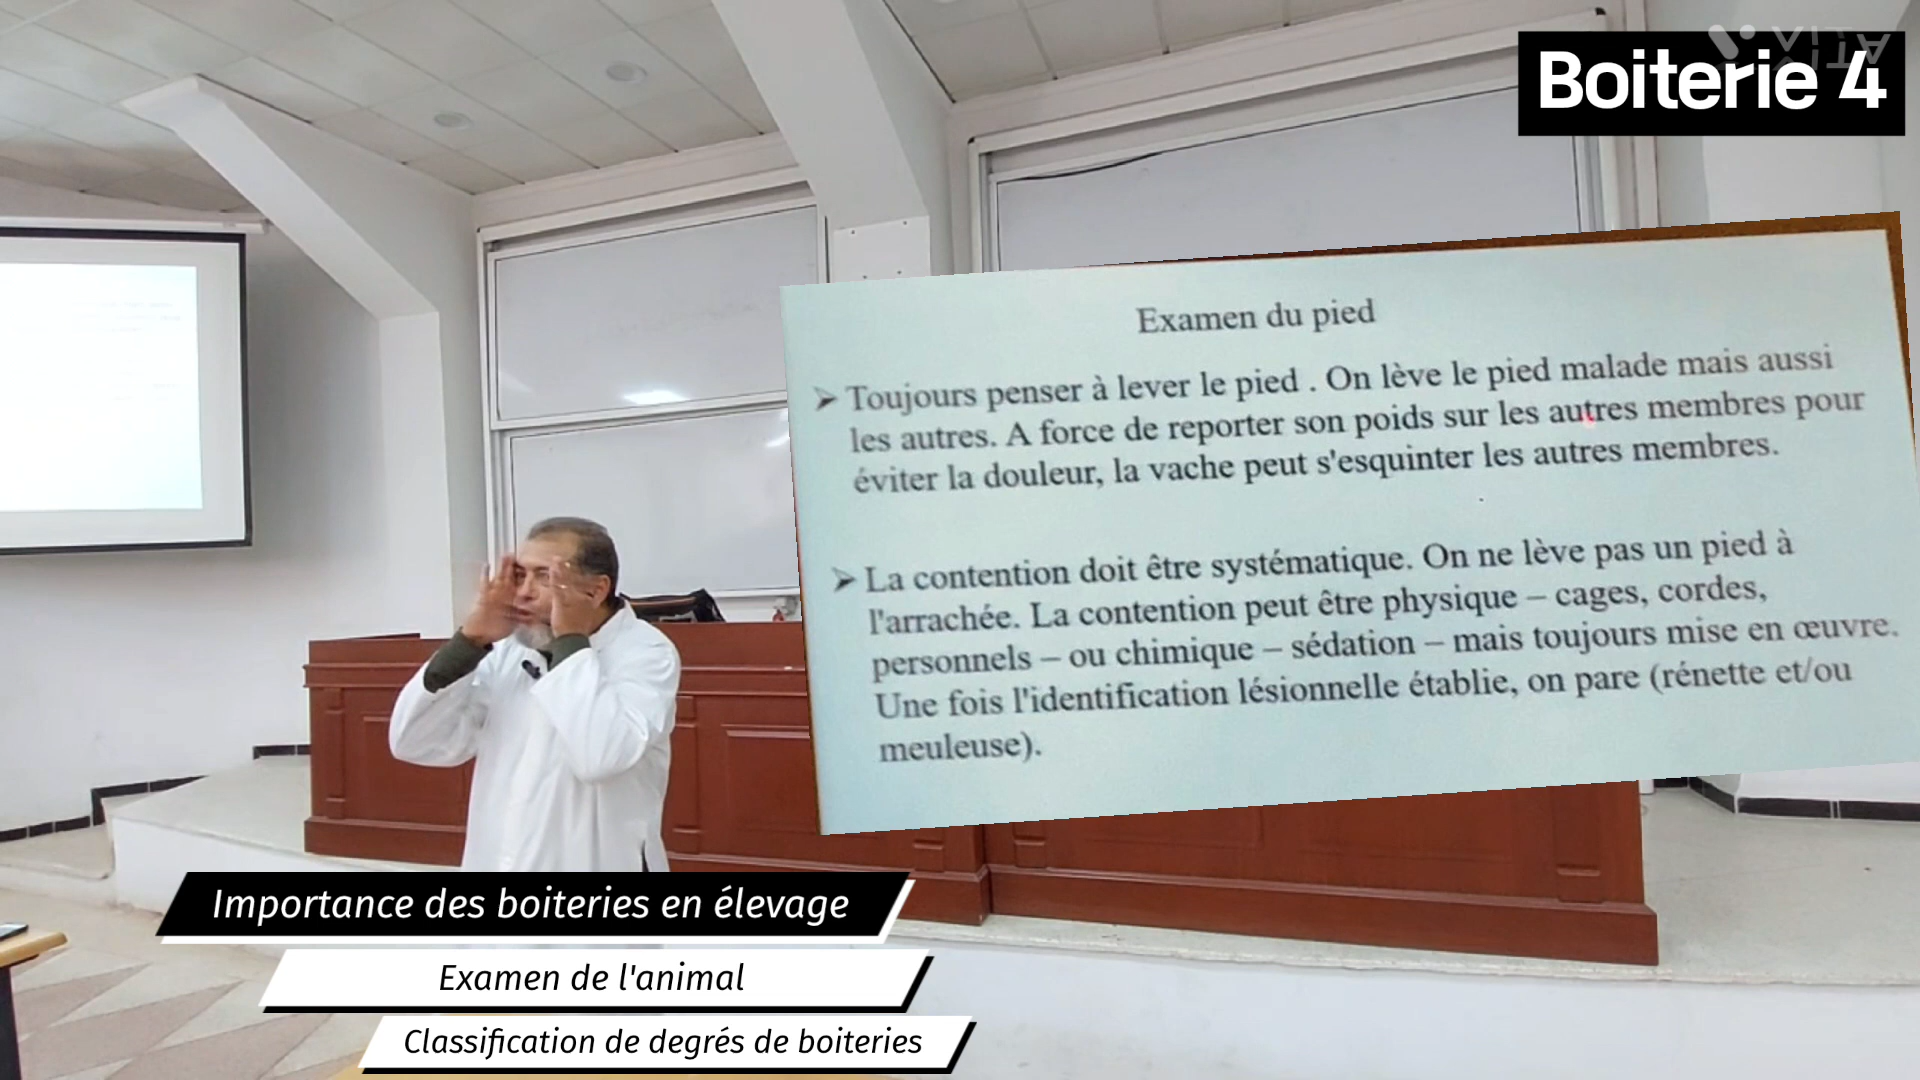 VITA
Boiterie 4
Examen du pied
➢ Toujours penser à lever le pied . On lève le pied malade mais aussi
les autres. A force de reporter son poids sur les autres membres pour
éviter la douleur, la vache peut s'esquinter les autres membres.
➢ La contention doit être systématique. On ne lève pas un pied à
l'arrachée. La contention peut être physique – cages, cordes,
personnels – ou chimique – sédation – mais toujours mise en œuvre.
Une fois l'identification lésionnelle établie, on pare (rénette et/ou
meuleuse).
Importance des boiteries en élevage
Examen de l'animal
Classification de degrés de boiteries